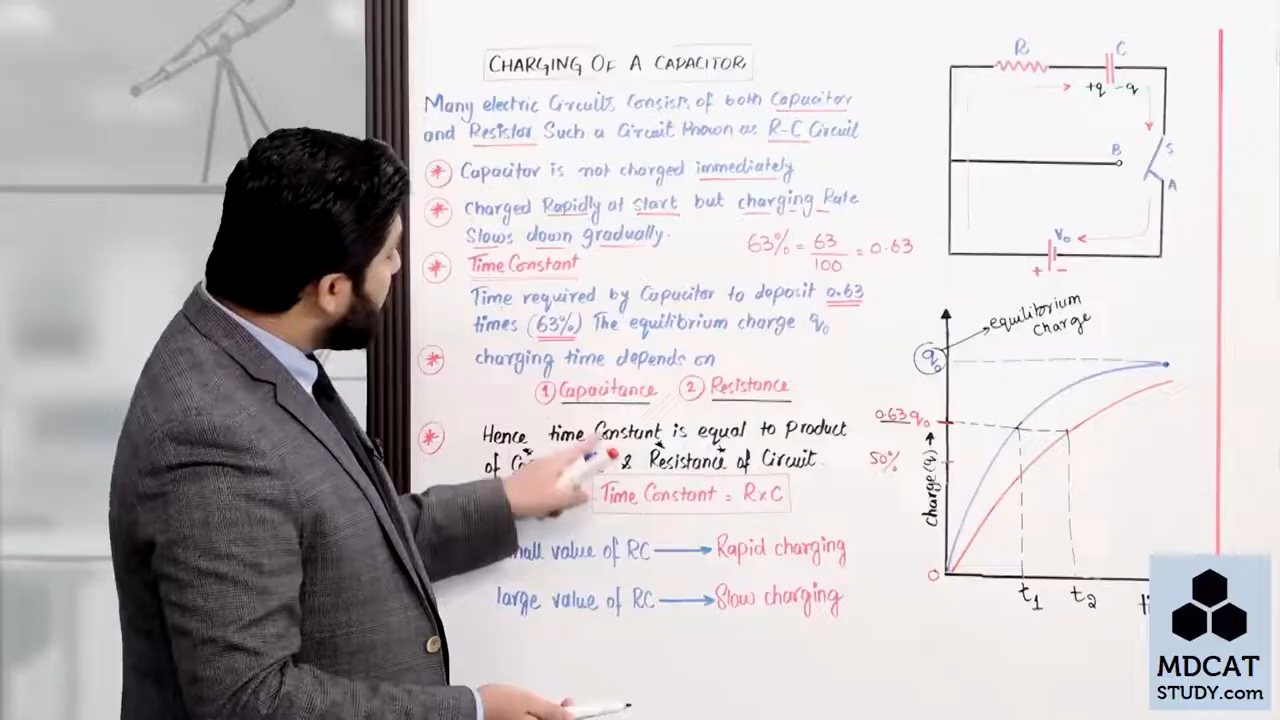 CHARGING OF A CAPACITOR
Many electric Circuits Consists of both Capacitor
and Resistor Such a Circuit Known as R-C Circuit
* Capacitor is not charged immediately
* Charged Rapidly at start but charging Rate
Slows down gradually.
63% = 63/100 = 0.63
* Time Constant
Time required by Capacitor to deposit 0.63
times (63%) The equilibrium charge q₀
* charging time depends on
① Capacitance ② Resistance
* Hence time Constant is equal to Product
of & Resistance of Circuit.
Time Constant = R×C
value of RC → Rapid charging
large value of RC → Slow charging
R C
+q -q
B S
A
V₀
+ -
equilibrium
charge
q₀
0.63q₀
50%
charge(q)
0
t₁ t₂
MDCAT
STUDY.com